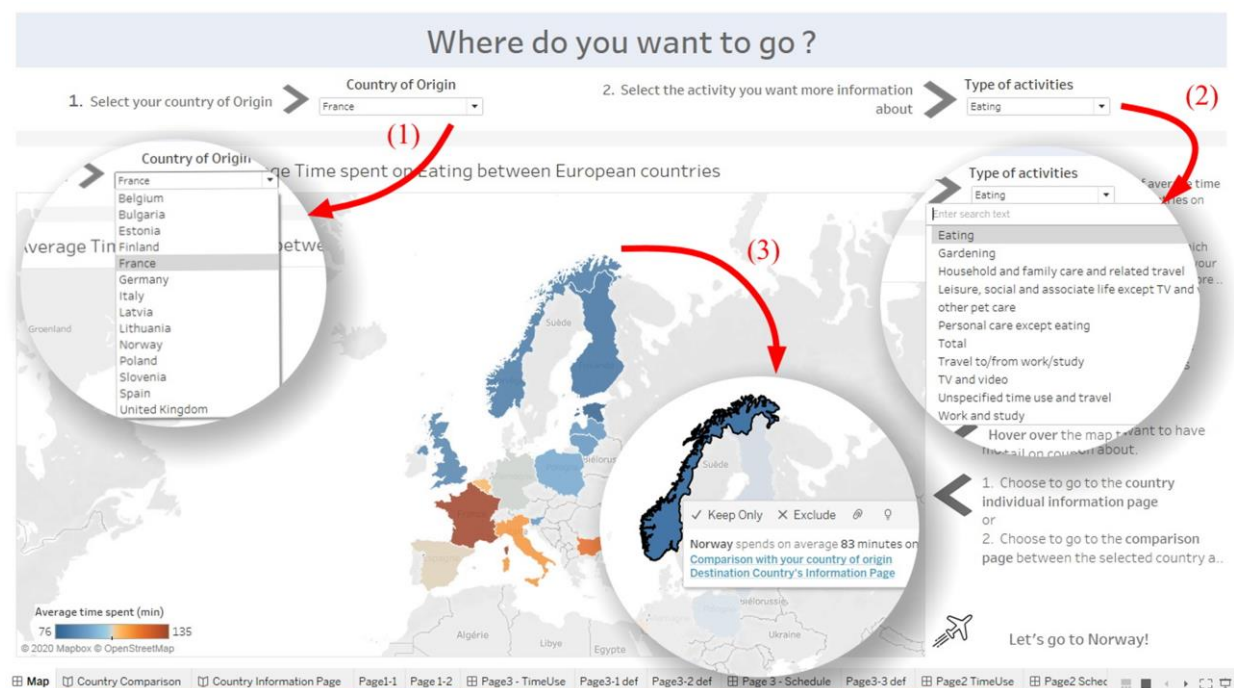 Where do you want to go ?
1. Select your country of Origin
Country of Origin
France
2. Select the activity you want more information
about
Type of activities
Eating
(1)
(2)
(3)
Time spent on Eating between European countries
Country of Origin
France
Belgium
Bulgaria
Estonia
Finland
France
Germany
Italy
Latvia
Lithuania
Norway
Poland
Slovenia
Spain
United Kingdom
Average
Type of activities
Eating
Enter search text
Eating
Gardening
Household and family care and related travel
Leisure, social and associate life except TV and
other pet care
Personal care except eating
Total
Travel to/from work/study
TV and video
Unspecified time use and travel
Work and study
time
on
your
Hover over the map
want to have
about.
1. Choose to go to the country
individual information page
or
2. Choose to go to the comparison
page between the selected country a..
Let's go to Norway!
Groenland
Suède
Suède
✓ Keep Only ✕ Exclude
Norway spends on average 83 minutes on
Comparison with your country of origin
Destination Country's Information Page
Ukraine
Algérie
Libye
Egypte
Average time spent (min)
76
135
© 2020 Mapbox © OpenStreetMap
Map
Country Comparison
Country Information Page
Page1-1
Page 1-2
Page3 - TimeUse
Page3-1 def
Page3-2 def
Page 3 - Schedule
Page3-3 def
Page2 TimeUse
Page2 Sched